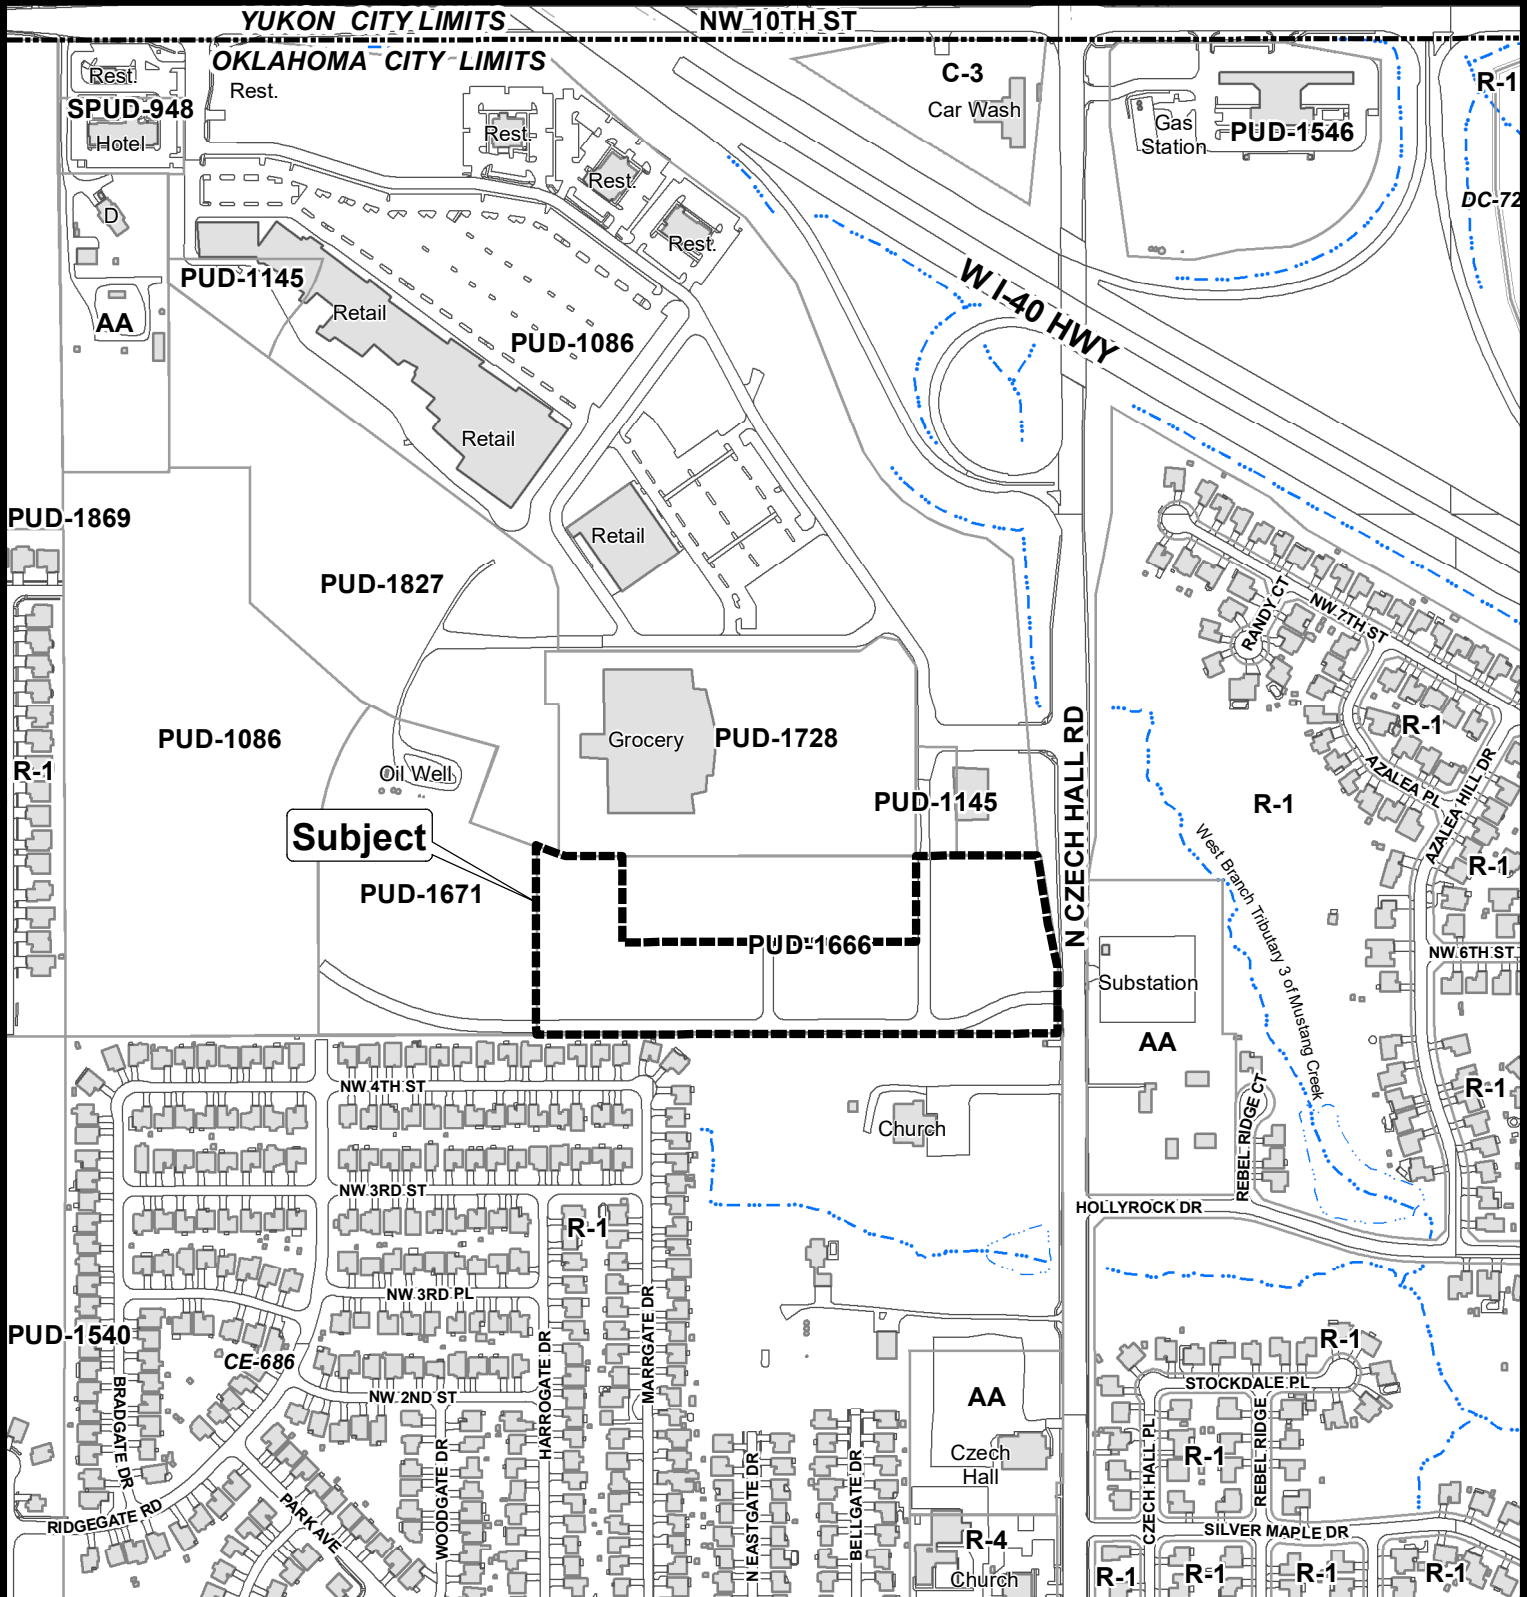 YUKON CITY LIMITS
NW 10TH ST
OKLAHOMA CITY LIMITS
Rest.
Rest.
SPUD-948
Hotel
C-3
Car Wash
R-1
Gas
Station
PUD-1546
Rest.
Rest.
Rest.
D
DC-72
PUD-1145
Retail
AA
PUD-1086
W I-40 HWY
Retail
PUD-1869
Retail
PUD-1827
RANDY CT
NW 7TH ST
PUD-1086
Grocery
PUD-1728
N CZECH HALL RD
R-1
R-1
Oil Well
AZALEA PL
AZALEA HILL DR
PUD-1145
R-1
Subject
West Branch Tributary 3 of Mustang Creek
R-1
PUD-1671
PUD-1666
NW 6TH ST
Substation
AA
NW 4TH ST
R-1
Church
REBEL RIDGE CT
NW 3RD ST
HOLLYROCK DR
R-1
NW 3RD PL
MARRGATE DR
PUD-1540
CE-686
HARROGATE DR
R-1
BRADGATE DR
NW 2ND ST
STOCKDALE PL
AA
WOODGATE DR
Czech
Hall
N EASTGATE DR
BELLGATE DR
CZECH HALL PL
R-1
REBEL RIDGE
RIDGEGATE RD
PARK AVE
SILVER MAPLE DR
R-4
Church
R-1
R-1
R-1
R-1